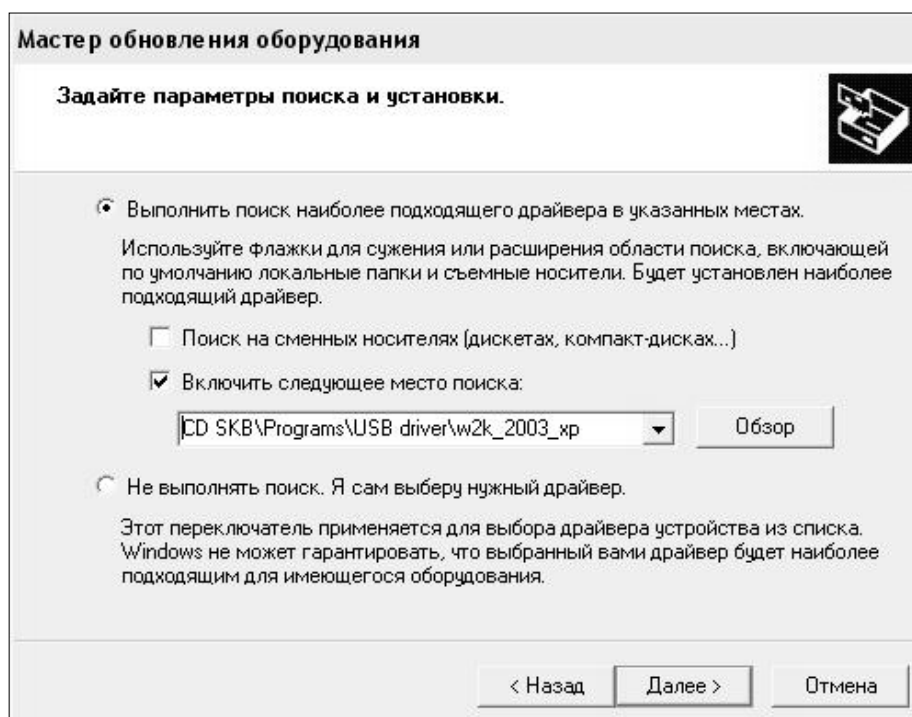 Мастер обновления оборудования
Задайте параметры поиска и установки.
Выполнить поиск наиболее подходящего драйвера в указанных местах.
Используйте флажки для сужения или расширения области поиска, включающей
по умолчанию локальные папки и съемные носители. Будет установлен наиболее
подходящий драйвер.
Поиск на сменных носителях (дискетах, компакт-дисках...)
Включить следующее место поиска:
CD SKB\Programs\USB driver\w2k_2003_xp
Обзор
Не выполнять поиск. Я сам выберу нужный драйвер.
Этот переключатель применяется для выбора драйвера устройства из списка.
Windows не может гарантировать, что выбранный вами драйвер будет наиболее
подходящим для имеющегося оборудования.
< Назад
Далее >
Отмена